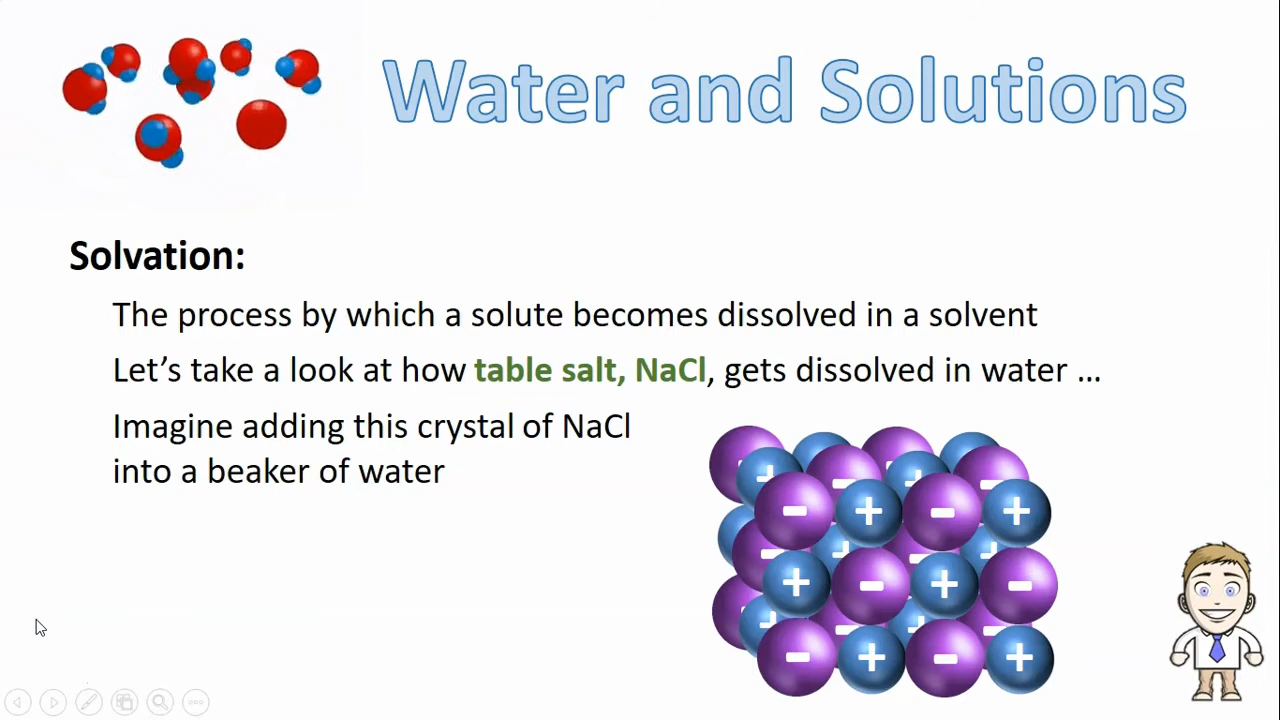 Water and Solutions
Solvation:
The process by which a solute becomes dissolved in a solvent
Let’s take a look at how table salt, NaCl, gets dissolved in water …
Imagine adding this crystal of NaCl
into a beaker of water
- + - +
+ - + -
- + - +